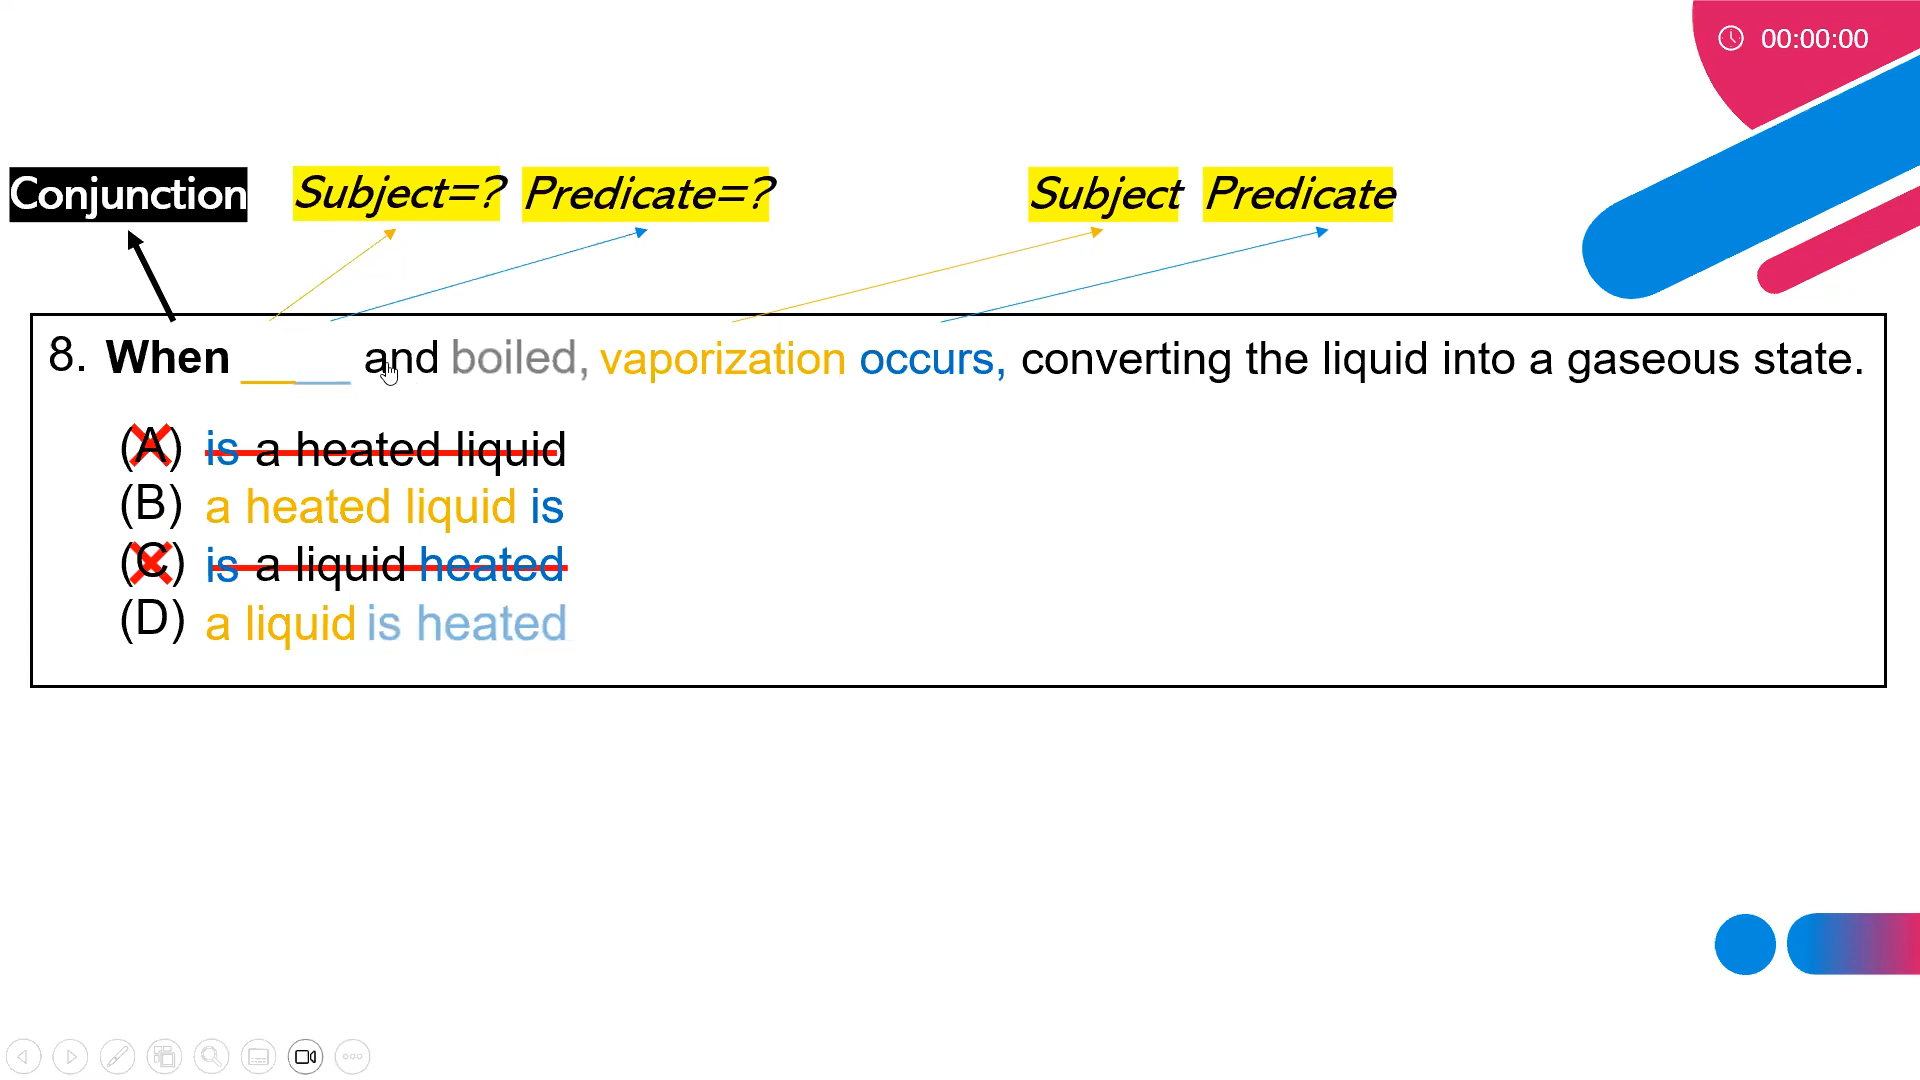 00:00:00
Conjunction Subject=? Predicate=? Subject Predicate
8. When ____ and boiled, vaporization occurs, converting the liquid into a gaseous state.
(A) is a heated liquid
(B) a heated liquid is
(C) is a liquid heated
(D) a liquid is heated